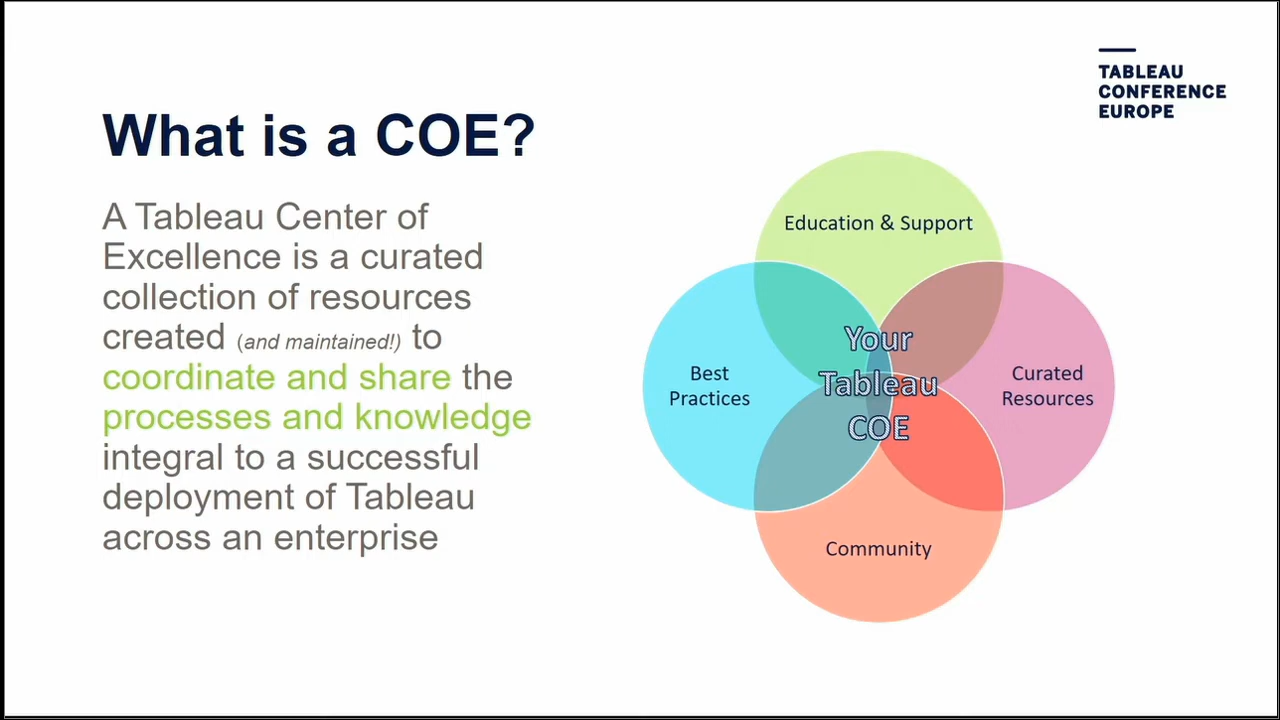 TABLEAU
CONFERENCE
EUROPE
What is a COE?
A Tableau Center of
Excellence is a curated
collection of resources
created (and maintained!) to
coordinate and share the
processes and knowledge
integral to a successful
deployment of Tableau
across an enterprise
Education & Support
Best
Practices
Your
Tableau
COE
Curated
Resources
Community